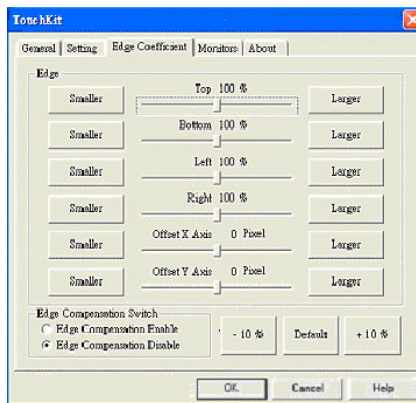 TouchKit
General Setting Edge Coefficient Monitors About
Edge
Top 100 %
Smaller Larger
Bottom 100 %
Smaller Larger
Left 100 %
Smaller Larger
Right 100 %
Smaller Larger
Offset X Axis 0 Pixel
Smaller Larger
Offset Y Axis 0 Pixel
Smaller Larger
Edge Compensation Switch
Edge Compensation Enable
Edge Compensation Disable
- 10 % Default + 10 %
OK Cancel Help